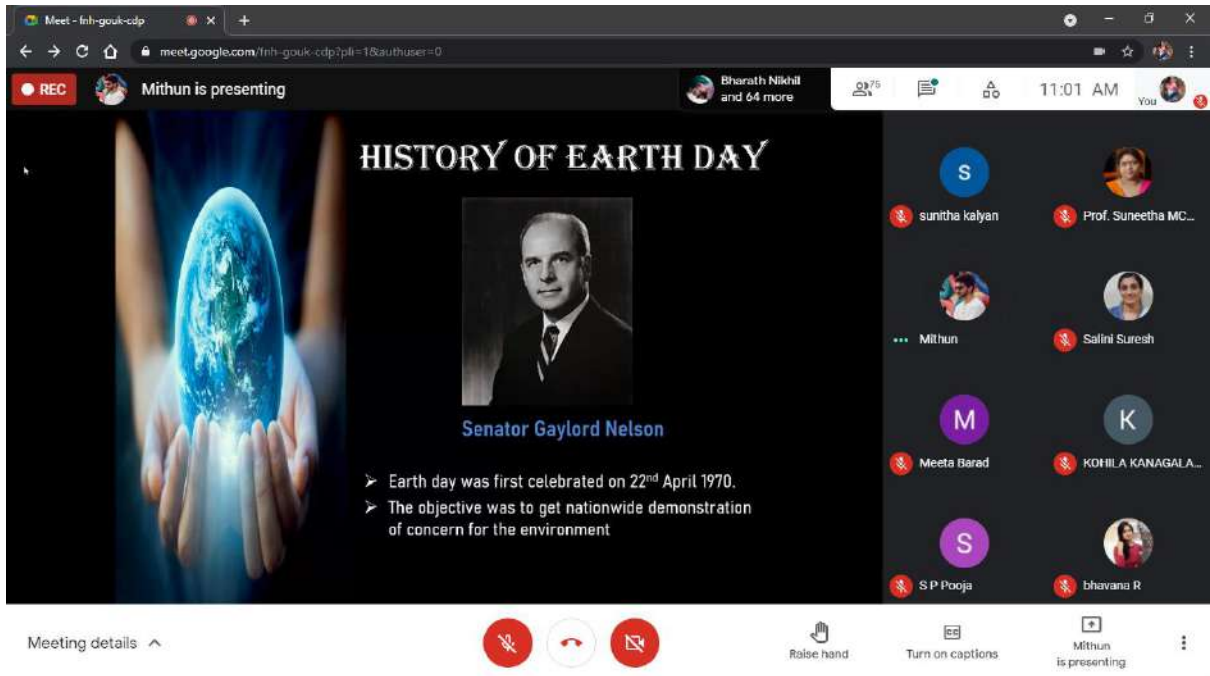 Meet - fnh-gouk-cdp
meet.google.com/fnh-gouk-cdp?pli=1&authuser=0
REC
Mithun is presenting
Bharath Nikhil
and 64 more
75
11:01 AM
You
HISTORY OF EARTH DAY
Senator Gaylord Nelson
➢ Earth day was first celebrated on 22nd April 1970.
➢ The objective was to get nationwide demonstration
of concern for the environment
S
sunitha kalyan
Prof. Suneetha MC...
Mithun
Salini Suresh
M
Meeta Barad
K
KOHILA KANAGALA...
S
S P Pooja
bhavana R
Meeting details
Raise hand
CC
Turn on captions
Mithun
is presenting